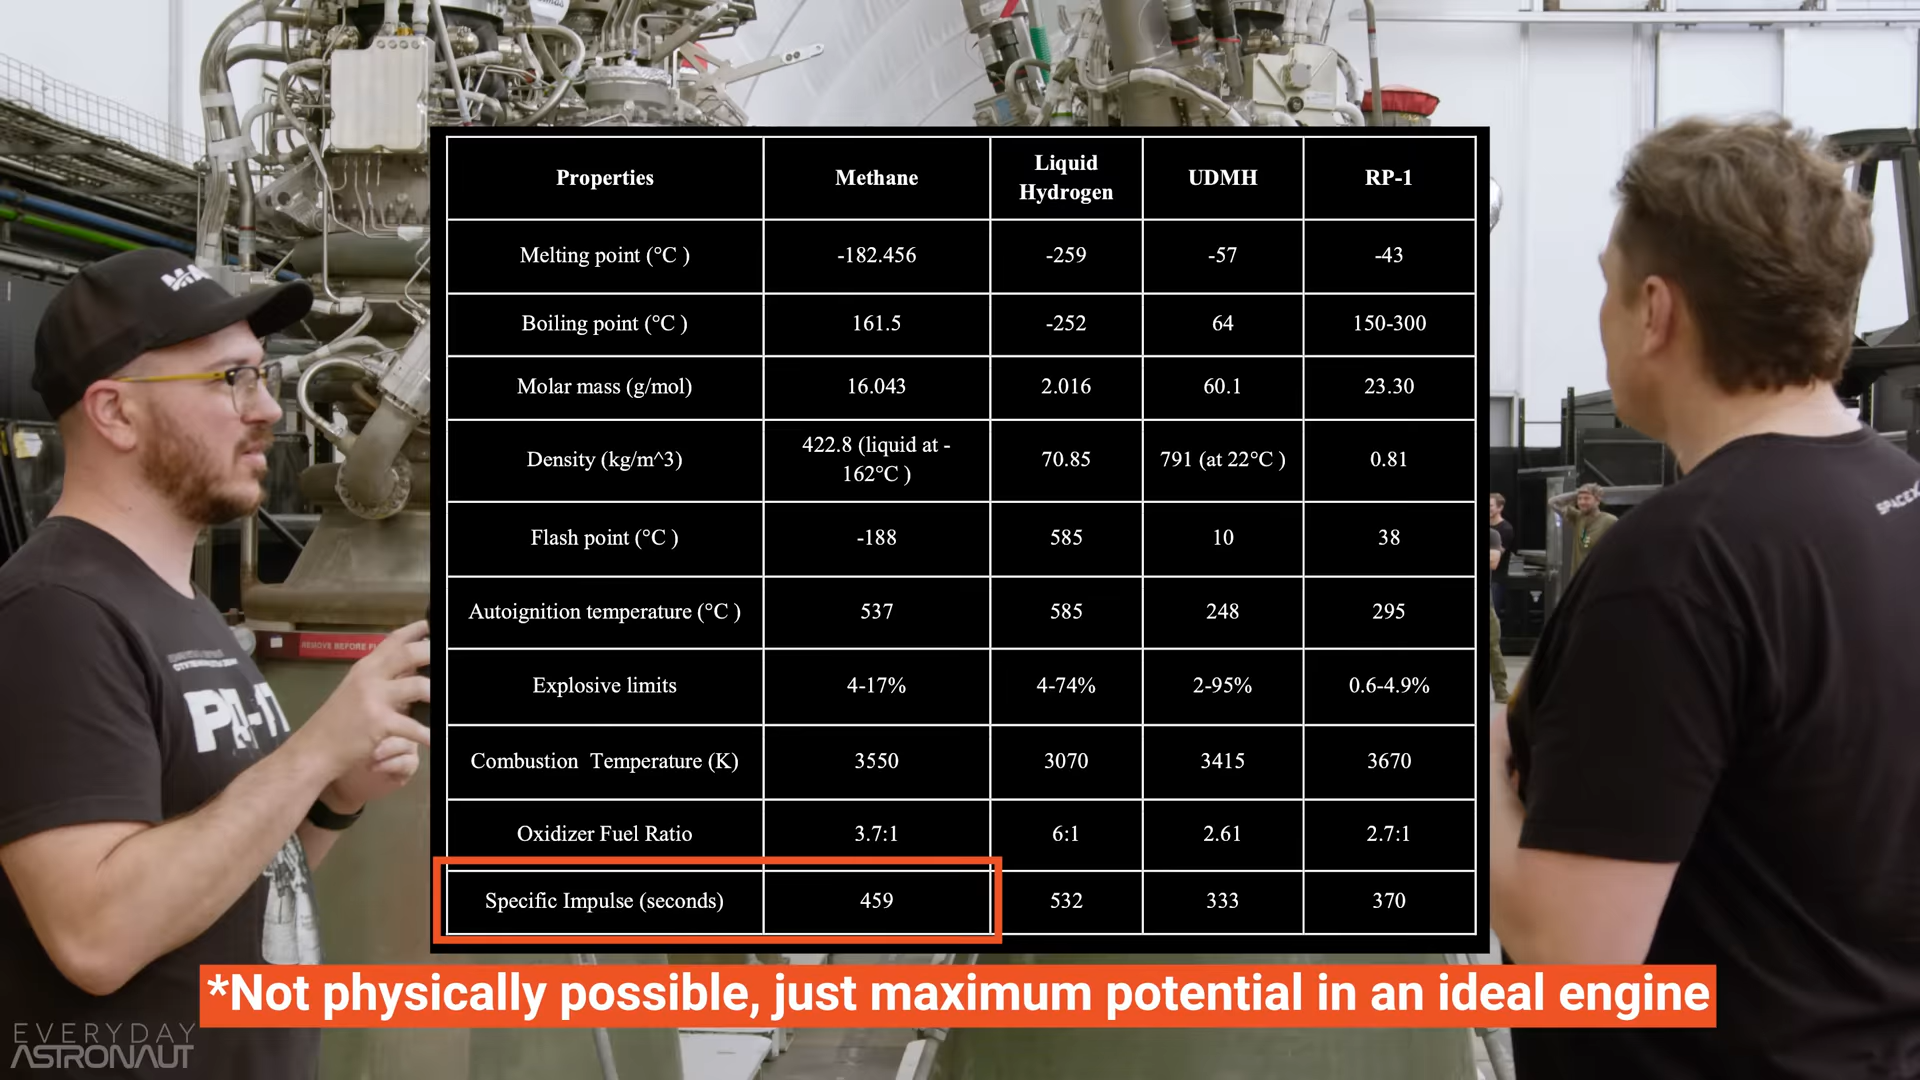 Properties
Methane
Liquid
Hydrogen
UDMH
RP-1
Melting point (°C )
-182.456
-259
-57
-43
Boiling point (°C )
161.5
-252
64
150-300
Molar mass (g/mol)
16.043
2.016
60.1
23.30
Density (kg/m^3)
422.8 (liquid at -
162°C )
70.85
791 (at 22°C )
0.81
Flash point (°C )
-188
585
10
38
Autoignition temperature (°C )
537
585
248
295
Explosive limits
4-17%
4-74%
2-95%
0.6-4.9%
Combustion  Temperature (K)
3550
3070
3415
3670
Oxidizer Fuel Ratio
3.7:1
6:1
2.61
2.7:1
Specific Impulse (seconds)
459
532
333
370
*Not physically possible, just maximum potential in an ideal engine
EVERYDAY
ASTRONAUT
SPACEX
REMOVE BEFORE